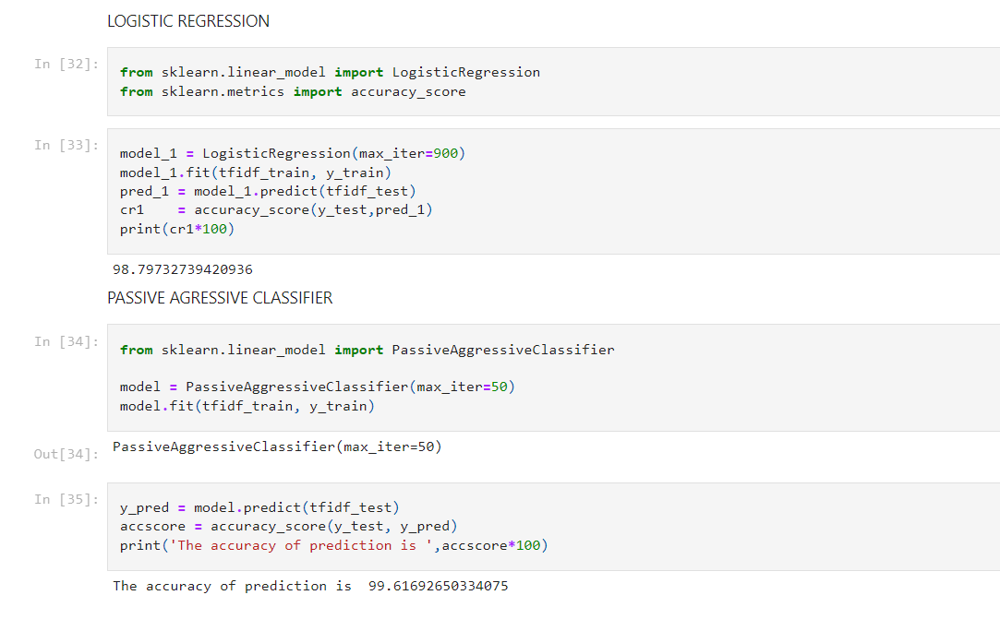 LOGISTIC REGRESSION
In [32]:
from sklearn.linear_model import LogisticRegression
from sklearn.metrics import accuracy_score
In [33]:
model_1 = LogisticRegression(max_iter=900)
model_1.fit(tfidf_train, y_train)
pred_1 = model_1.predict(tfidf_test)
cr1    = accuracy_score(y_test,pred_1)
print(cr1*100)
98.79732739420936
PASSIVE AGRESSIVE CLASSIFIER
In [34]:
from sklearn.linear_model import PassiveAggressiveClassifier
model = PassiveAggressiveClassifier(max_iter=50)
model.fit(tfidf_train, y_train)
Out[34]:
PassiveAggressiveClassifier(max_iter=50)
In [35]:
y_pred = model.predict(tfidf_test)
accscore = accuracy_score(y_test, y_pred)
print('The accuracy of prediction is ',accscore*100)
The accuracy of prediction is  99.61692650334075